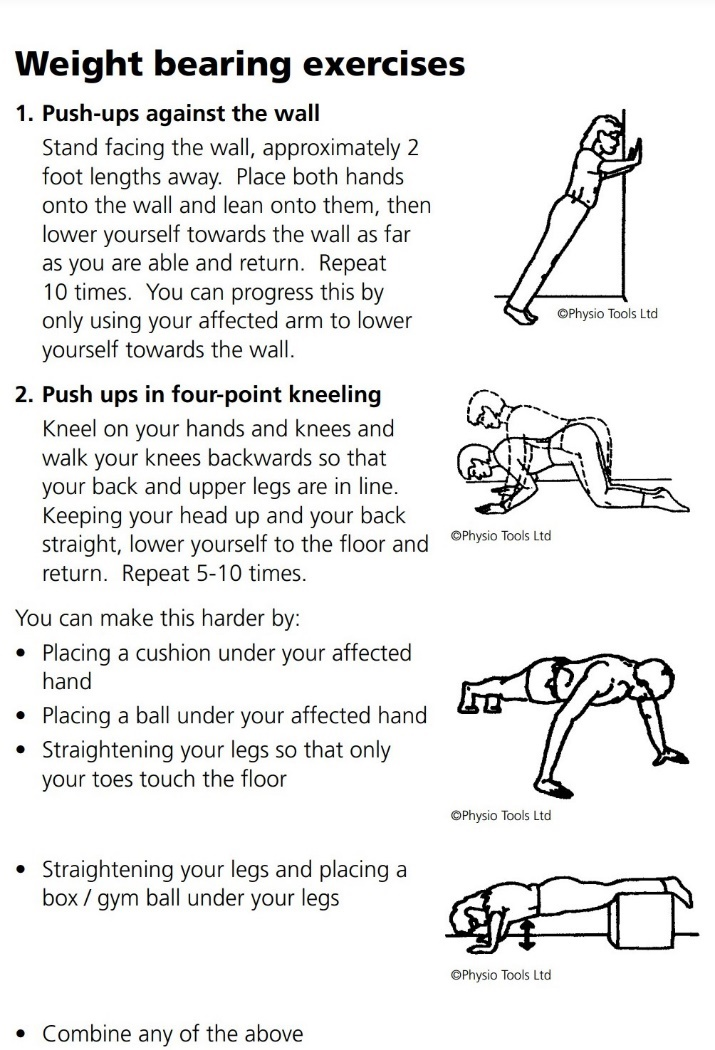 Weight bearing exercises
1. Push-ups against the wall
Stand facing the wall, approximately 2
foot lengths away.  Place both hands
onto the wall and lean onto them, then
lower yourself towards the wall as far
as you are able and return.  Repeat
10 times.  You can progress this by
only using your affected arm to lower
yourself towards the wall.
©Physio Tools Ltd
2. Push ups in four-point kneeling
Kneel on your hands and knees and
walk your knees backwards so that
your back and upper legs are in line.
Keeping your head up and your back
straight, lower yourself to the floor and
return.  Repeat 5-10 times.
©Physio Tools Ltd
You can make this harder by:
• Placing a cushion under your affected
hand
• Placing a ball under your affected hand
• Straightening your legs so that only
your toes touch the floor
©Physio Tools Ltd
• Straightening your legs and placing a
box / gym ball under your legs
©Physio Tools Ltd
• Combine any of the above